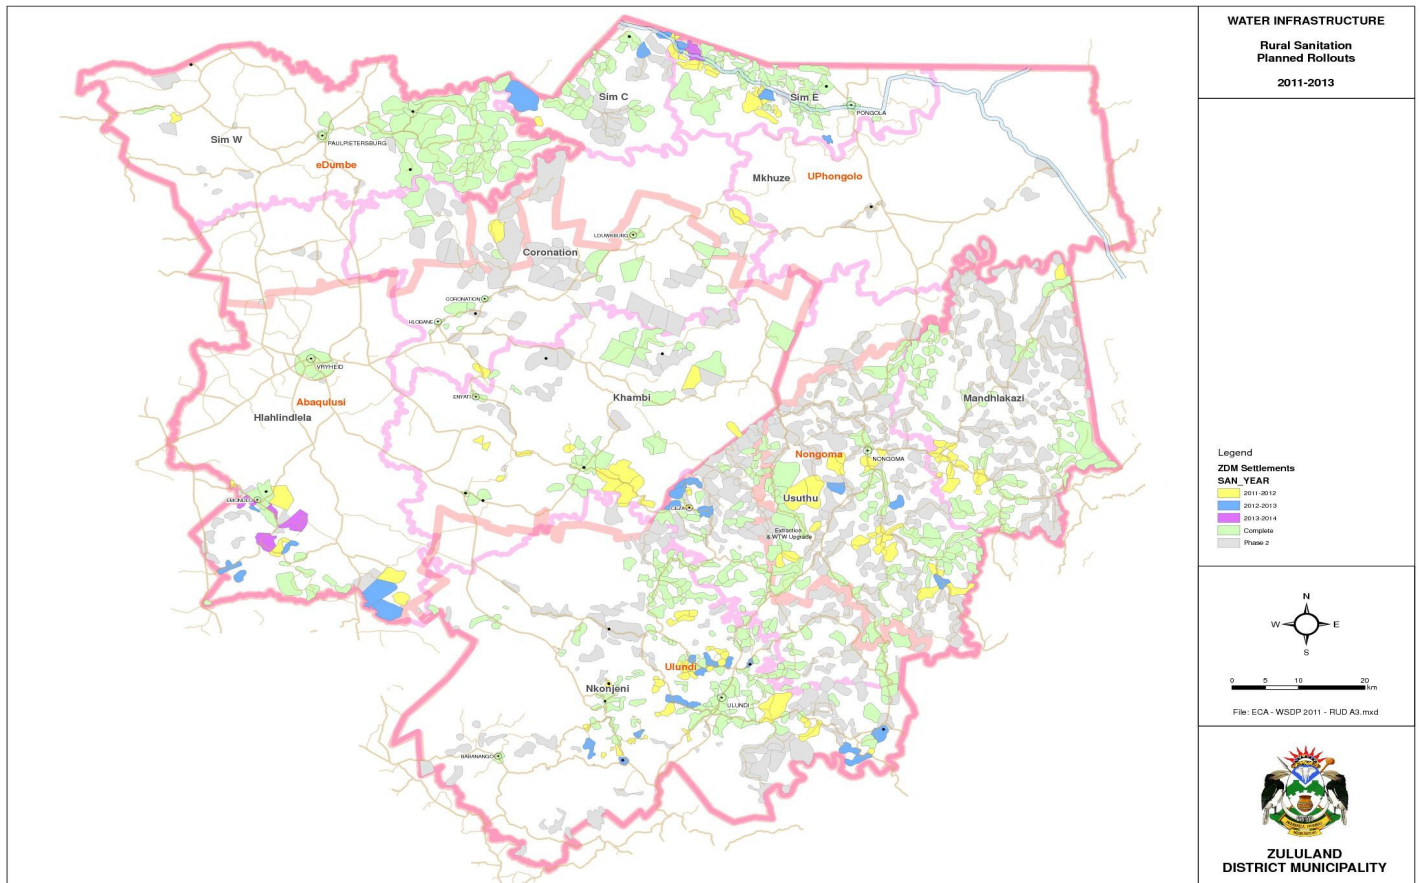 WATER INFRASTRUCTURE
Rural Sanitation
Planned Rollouts
2011-2013
Sim C
Sim E
PONGOLA
Sim W
PAULPIETERSBURG
eDumbe
Mkhuze
UPhongolo
LOUWSBURG
Coronation
CORONATION
HLOBANE
VRYHEID
ENYATI
Abaqulusi
Hlahlindlela
Khambi
Mandhlakazi
Nongoma
NONGOMA
Usuthu
EMONDLO
CEZA
Extraction
& WTW Upgrade
Ulundi
Nkonjeni
ULUNDI
BABANANGO
Legend
ZDM Settlements
SAN_YEAR
2011-2012
2012-2013
2013-2014
Complete
Phase 2
N
W E
S
0 5 10 20
km
File: ECA - WSDP 2011 - RUD A3.mxd
ZULULAND
DISTRICT MUNICIPALITY